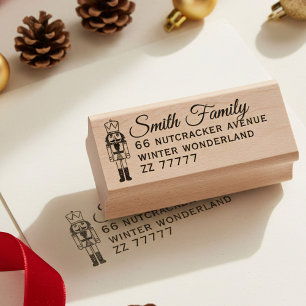 Smith Family
66 NUTCRACKER AVENUE
WINTER WONDERLAND
ZZ 77777
66 NUTCRACKER AVENUE
WINTER WONDERLAND
ZZ 77777